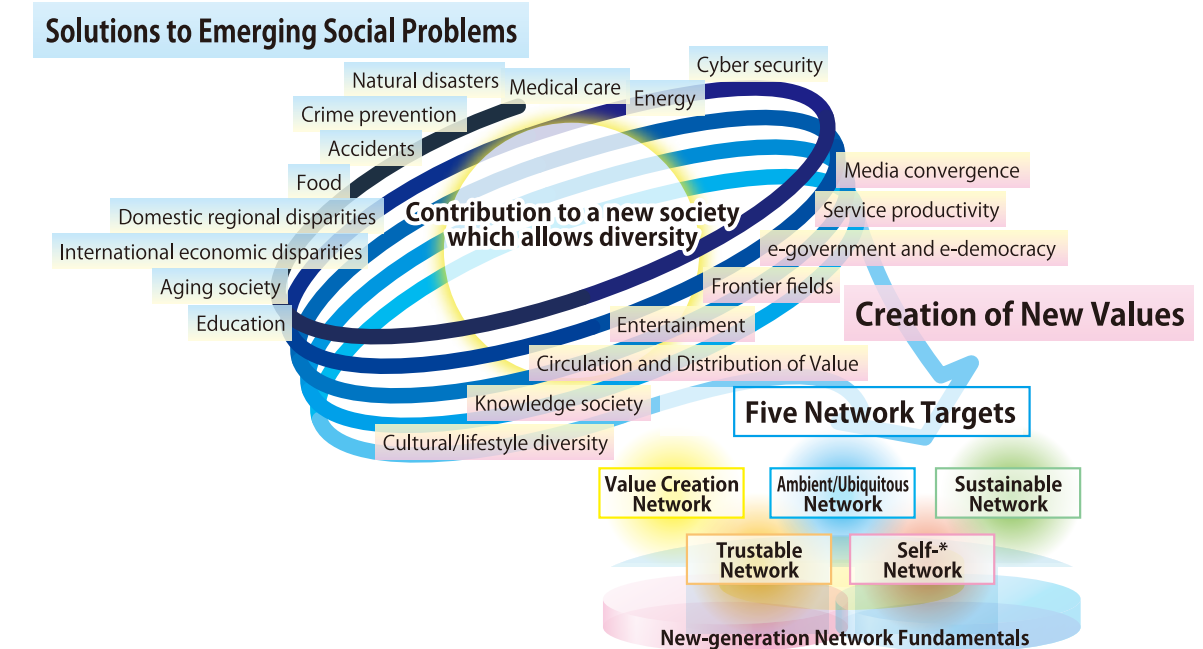 Solutions to Emerging Social Problems
Cyber security
Natural disasters
Medical care
Energy
Crime prevention
Accidents
Food
Domestic regional disparities
International economic disparities
Aging society
Education
Contribution to a new society
which allows diversity
Media convergence
Service productivity
e-government and e-democracy
Frontier fields
Entertainment
Circulation and Distribution of Value
Knowledge society
Cultural/lifestyle diversity
Creation of New Values
Five Network Targets
Value Creation
Network
Ambient/Ubiquitous
Network
Sustainable
Network
Trustable
Network
Self-*
Network
New-generation Network Fundamentals